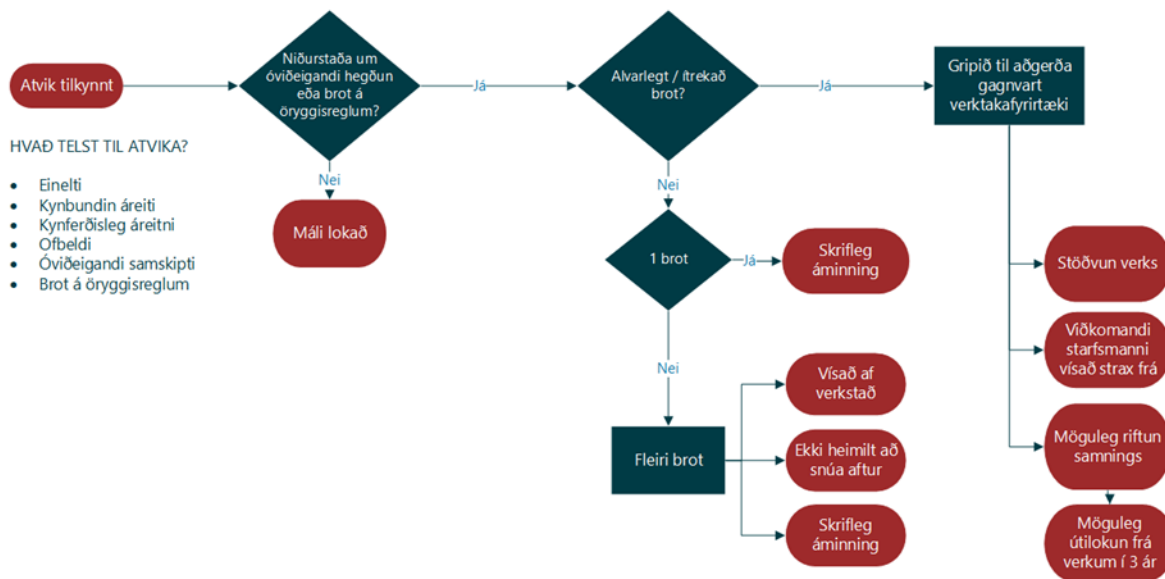 Atvik tilkynnt
Niðurstaða um
óviðeigandi hegðun
eða brot á
öryggisreglum?
Já
Alvarlegt / ítrekað
brot?
Já
Gripið til aðgerða
gagnvart
verktakafyrirtæki
HVAÐ TELST TIL ATVIKA?
• Einelti
• Kynbundin áreiti
• Kynferðisleg áreitni
• Ofbeldi
• Óviðeigandi samskipti
• Brot á öryggisreglum
Nei
Máli lokað
Nei
1 brot
Já
Skrifleg
áminning
Nei
Fleiri brot
Vísað af
verkstað
Ekki heimilt að
snúa aftur
Skrifleg
áminning
Stöðvun verks
Viðkomandi
starfsmanni
vísað strax frá
Möguleg riftun
samnings
Möguleg
útilokun frá
verkum í 3 ár